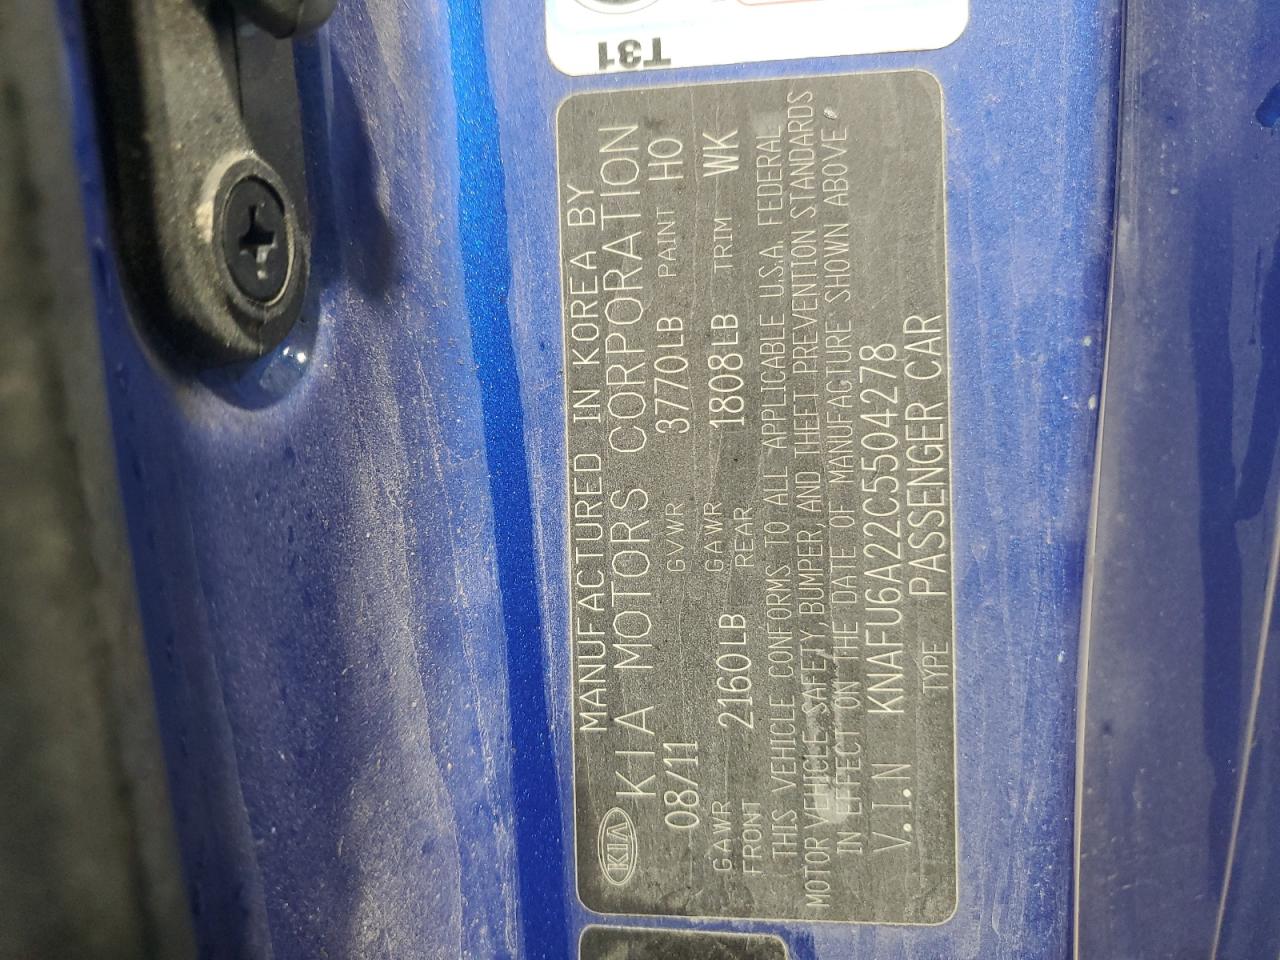 T31
MANUFACTURED IN KOREA BY
KIA KIA MOTORS CORPORATION
08/11 GVWR 3770LB PAINT HO
GAWR FRONT 2160LB GAWR REAR 1808LB TRIM WK
THIS VEHICLE CONFORMS TO ALL APPLICABLE U.S.A. FEDERAL
MOTOR VEHICLE SAFETY, BUMPER, AND THEFT PREVENTION STANDARDS
IN EFFECT ON THE DATE OF MANUFACTURE SHOWN ABOVE.
V.I.N KNAFU6A22C5504278
TYPE PASSENGER CAR